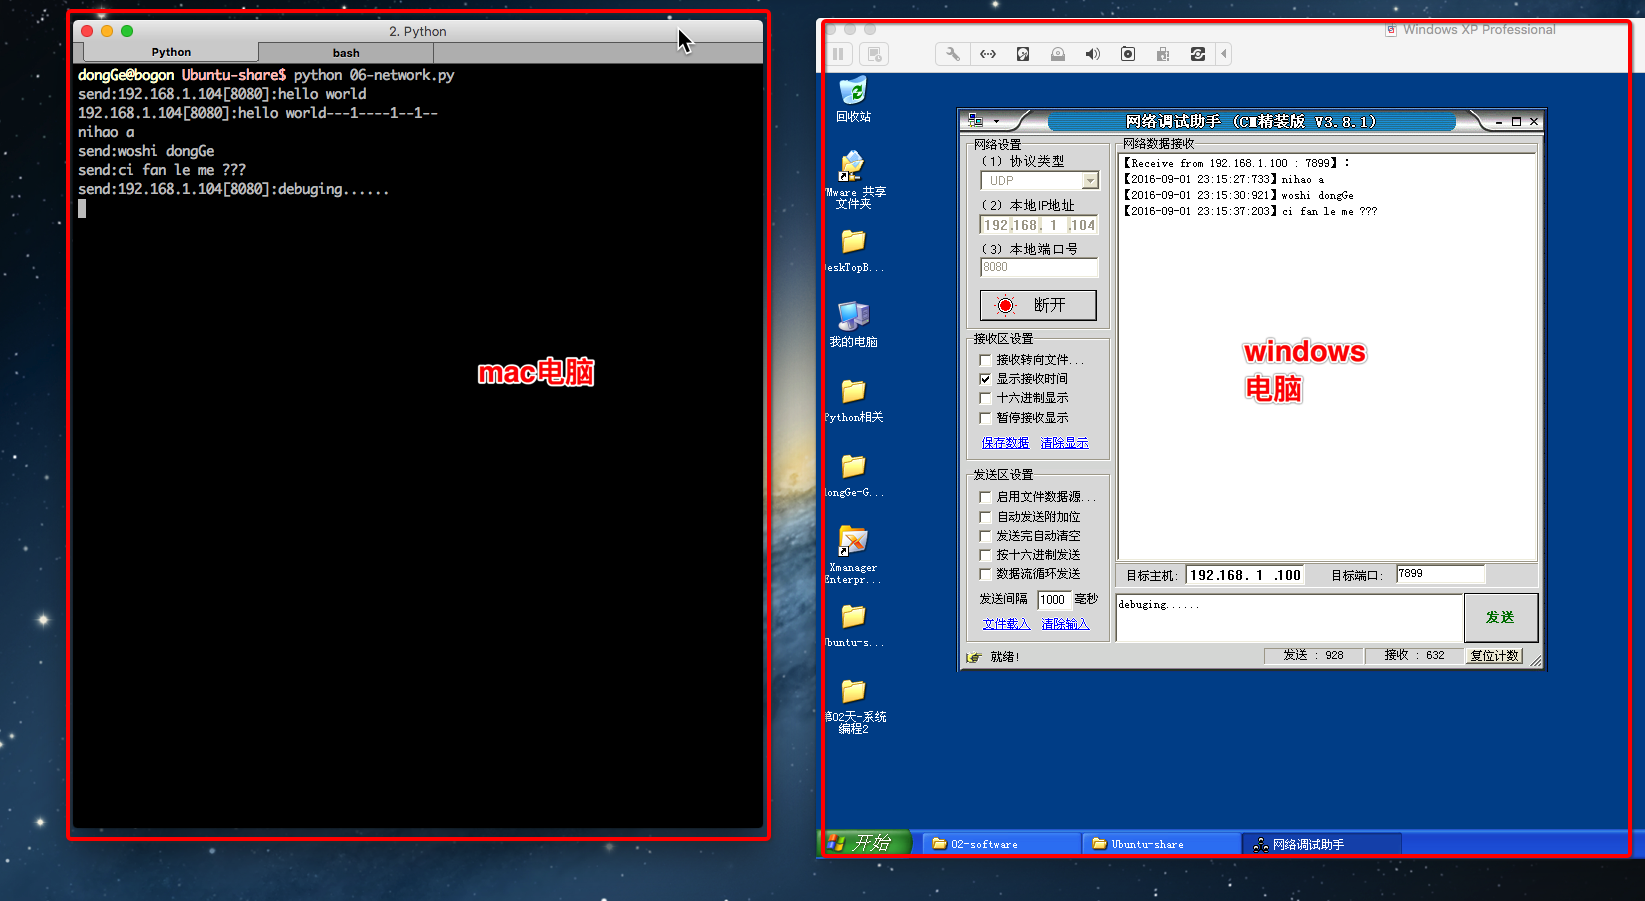 2. Python
Python
bash
dongGe@bogon Ubuntu-share$ python 06-network.py
send:192.168.1.104[8080]:hello world
192.168.1.104[8080]:hello world---1----1--1--
nihao a
send:woshi dongGe
send:ci fan le me ???
send:192.168.1.104[8080]:debuging......
mac电脑
Windows XP Professional
回收站
VMware 共享
文件夹
DeskTopB...
我的电脑
Python相关
dongGe-G...
Xmanager
Enterpr...
Ubuntu-s...
第02天-系统
编程2
网络调试助手 (CM精装版 V3.8.1)
网络设置
(1) 协议类型
UDP
(2) 本地IP地址
192.168. 1 .104
(3) 本地端口号
8080
断开
接收区设置
接收转向文件...
显示接收时间
十六进制显示
暂停接收显示
保存数据 清除显示
发送区设置
启用文件数据源...
自动发送附加位
发送完自动清空
按十六进制发送
数据流循环发送
发送间隔 1000 毫秒
文件载入 清除输入
网络数据接收
【Receive from 192.168.1.100 : 7899】:
【2016-09-01 23:15:27:733】nihao a
【2016-09-01 23:15:30:921】woshi dongGe
【2016-09-01 23:15:37:203】ci fan le me ???
windows
电脑
目标主机: 192.168. 1 .100 目标端口: 7899
debuging......
发送
就绪!
发送 : 928
接收 : 632
复位计数
开始
02-software
Ubuntu-share
网络调试助手